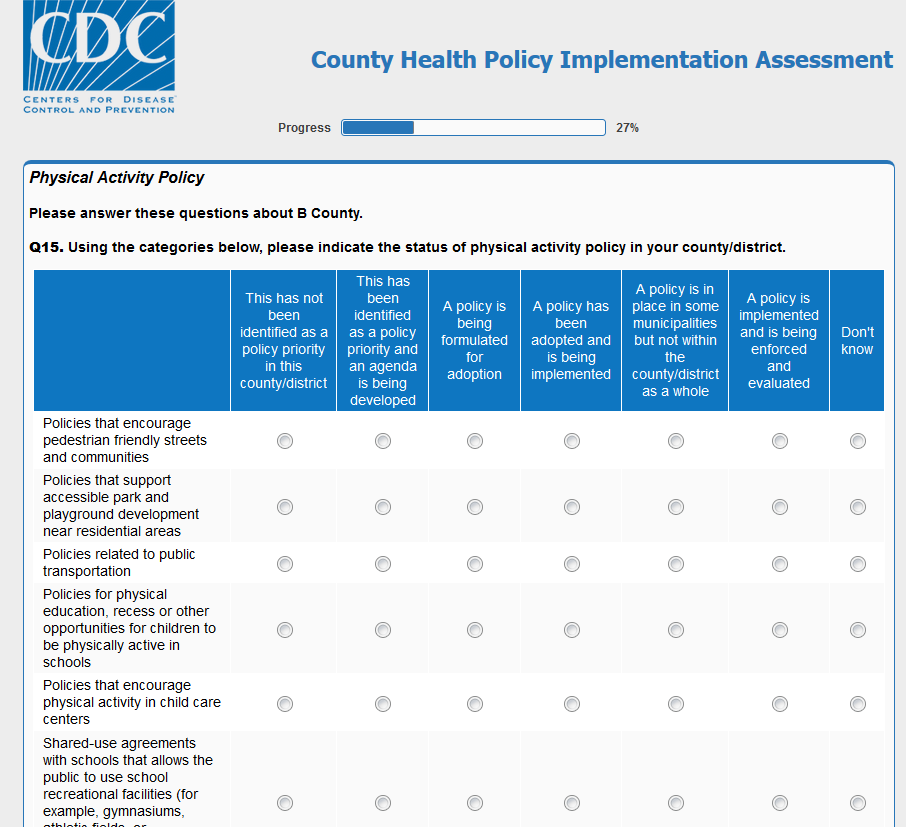 CDC
CENTERS FOR DISEASE
CONTROL AND PREVENTION
County Health Policy Implementation Assessment
Progress 27%
Physical Activity Policy
Please answer these questions about B County.
Q15. Using the categories below, please indicate the status of physical activity policy in your county/district.
This has not
been
identified as a
policy priority
in this
county/district
This has
been
identified
as a policy
priority and
an agenda
is being
developed
A policy is
being
formulated
for
adoption
A policy has
been
adopted and
is being
implemented
A policy is in
place in some
municipalities
but not within
the
county/district
as a whole
A policy is
implemented
and is being
enforced
and
evaluated
Don't
know
Policies that encourage
pedestrian friendly streets
and communities
Policies that support
accessible park and
playground development
near residential areas
Policies related to public
transportation
Policies for physical
education, recess or other
opportunities for children to
be physically active in
schools
Policies that encourage
physical activity in child care
centers
Shared-use agreements
with schools that allows the
public to use school
recreational facilities (for
example, gymnasiums,
athletic fields, or